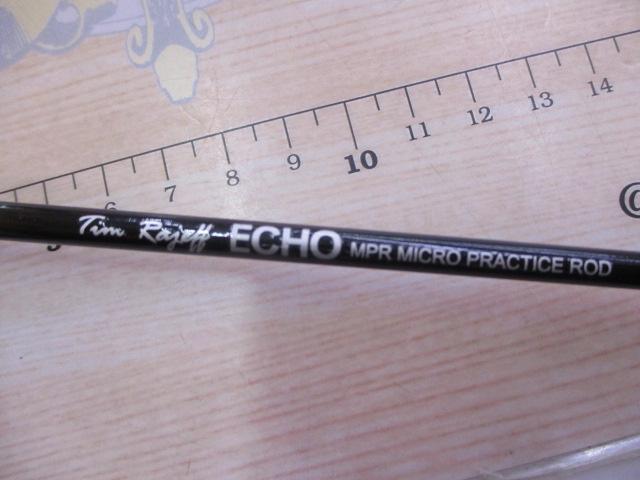 6 7 8 9 10 11 12 13 14
Tim Rajeff ECHO MPR MICRO PRACTICE ROD